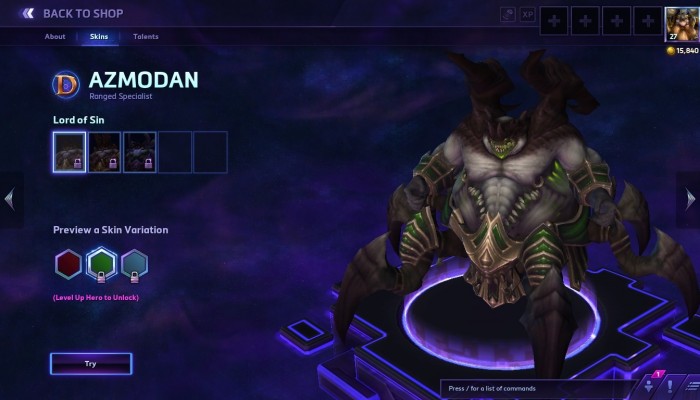 BACK TO SHOP
XP
About
Skins
Talents
27
15,840
AZMODAN
Ranged Specialist
Lord of Sin
Preview a Skin Variation
(Level Up Hero to Unlock)
Try
Press / for a list of commands
1